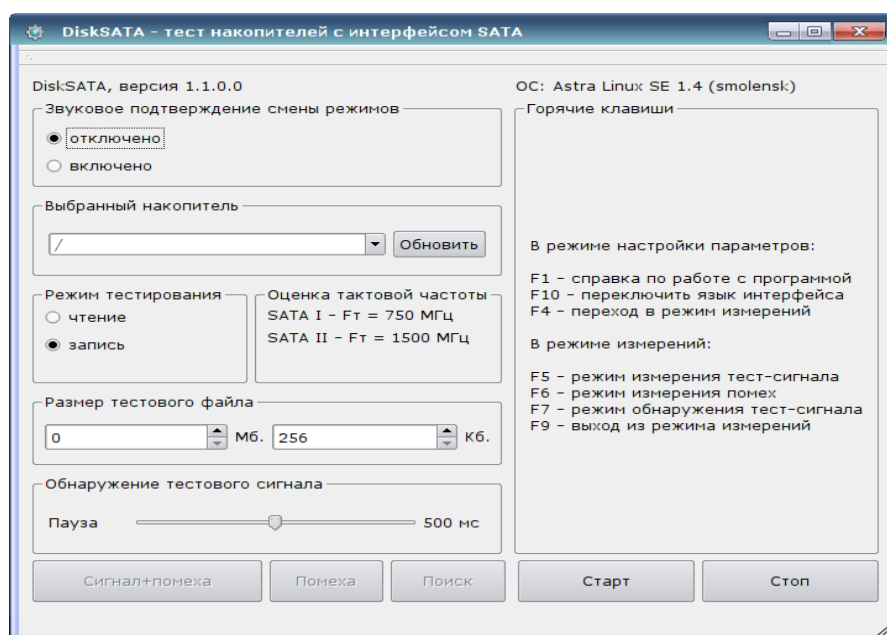 DiskSATA - тест накопителей с интерфейсом SATA
DiskSATA, версия 1.1.0.0
ОС: Astra Linux SE 1.4 (smolensk)
Звуковое подтверждение смены режимов
отключено
включено
Выбранный накопитель
/
Обновить
Режим тестирования
чтение
запись
Оценка тактовой частоты
SATA I - Fт = 750 МГц
SATA II - Fт = 1500 МГц
Размер тестового файла
0 Мб. 256 Кб.
Обнаружение тестового сигнала
Пауза 500 мс
Горячие клавиши
В режиме настройки параметров:
F1 - справка по работе с программой
F10 - переключить язык интерфейса
F4 - переход в режим измерений
В режиме измерений:
F5 - режим измерения тест-сигнала
F6 - режим измерения помех
F7 - режим обнаружения тест-сигнала
F9 - выход из режима измерений
Сигнал+помеха
Помеха
Поиск
Старт
Стоп